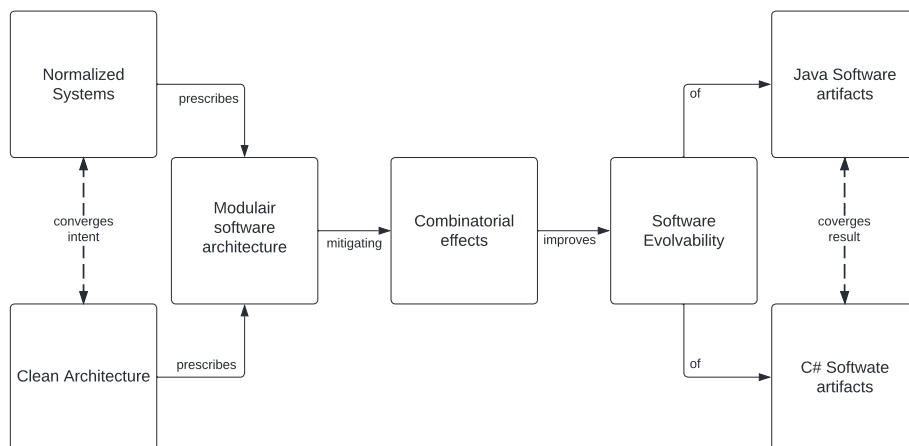 Normalized
Systems
prescribes
Java Software
artifacts
of
converges
intent
Modulair
software
architecture
mitigating
Combinatorial
effects
improves
Software
Evolvability
coverges
result
Clean Architecture
prescribes
of
C# Softwate
artifacts